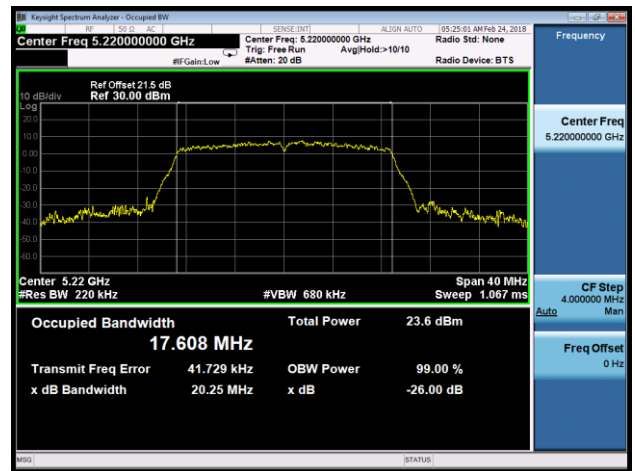 Keysight Spectrum Analyzer - Occupied BW
RF 50 Ω AC SENSE:INT ALIGN AUTO 05:25:01 AM Feb 24, 2018
Center Freq 5.220000000 GHz
Center Freq: 5.220000000 GHz
Radio Std: None
Trig: Free Run Avg|Hold:>10/10
#IFGain:Low
#Atten: 20 dB
Radio Device: BTS
Frequency
Ref Offset 21.5 dB
10 dB/div Ref 30.00 dBm
Log
20.0
10.0
0.00
-10.0
-20.0
-30.0
-40.0
-50.0
-60.0
Center Freq
5.220000000 GHz
Center 5.22 GHz Span 40 MHz
#Res BW 220 kHz #VBW 680 kHz Sweep 1.067 ms
CF Step
4.000000 MHz
Auto Man
Occupied Bandwidth Total Power 23.6 dBm
17.608 MHz
Transmit Freq Error 41.729 kHz OBW Power 99.00 %
x dB Bandwidth 20.25 MHz x dB -26.00 dB
Freq Offset
0 Hz
MSG STATUS